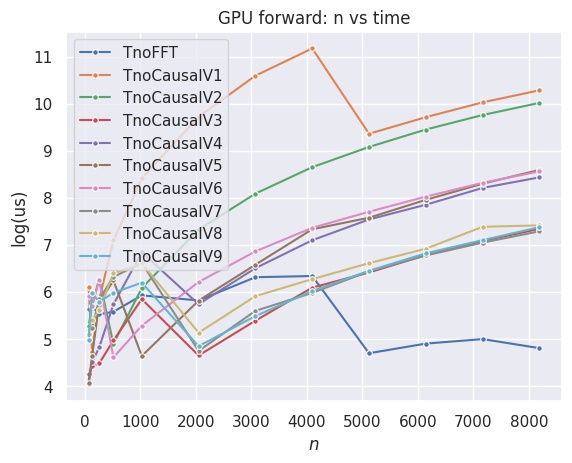 GPU forward: n vs time
11
10
9
8
7
6
5
4
log(us)
TnoFFT
TnoCausalV1
TnoCausalV2
TnoCausalV3
TnoCausalV4
TnoCausalV5
TnoCausalV6
TnoCausalV7
TnoCausalV8
TnoCausalV9
0 1000 2000 3000 4000 5000 6000 7000 8000
n